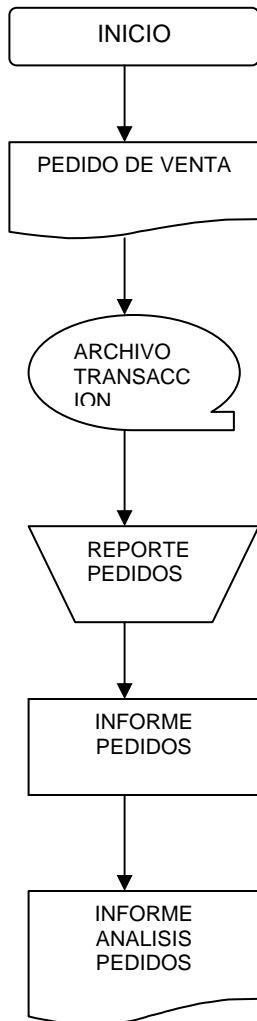 INICIO
PEDIDO DE VENTA
ARCHIVO
TRANSACC
ION
REPORTE
PEDIDOS
INFORME
PEDIDOS
INFORME
ANALISIS
PEDIDOS